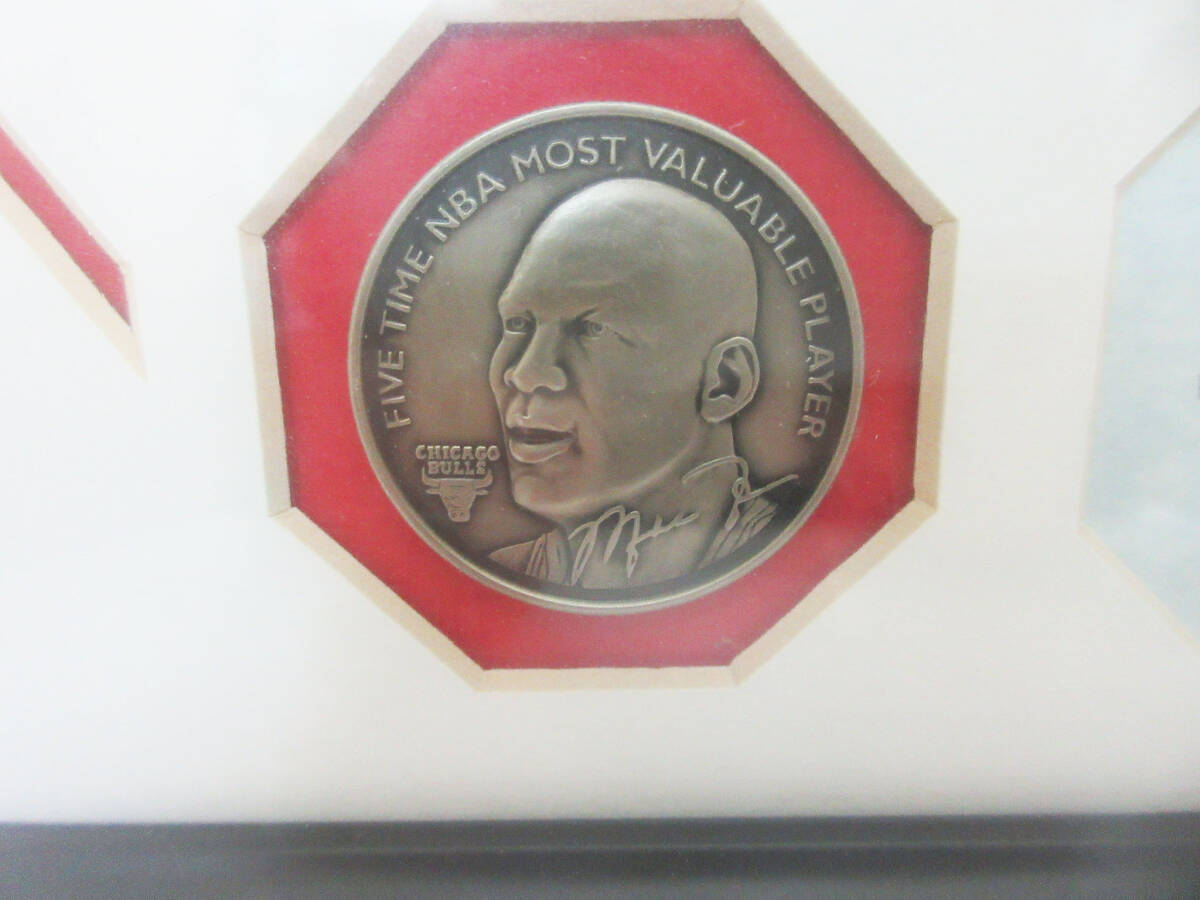 FIVE TIME NBA MOST VALUABLE PLAYER
CHICAGO
BULLS